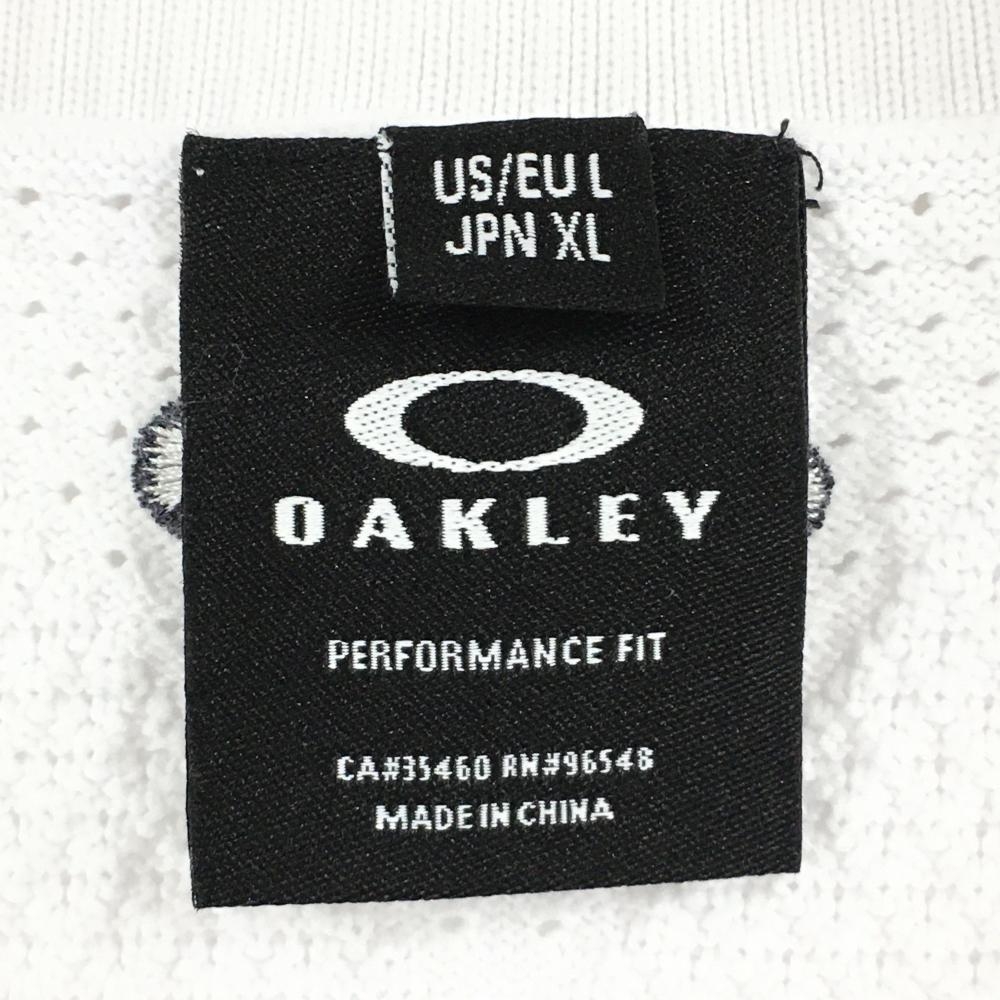 US/EU L
JPN XL
OAKLEY
PERFORMANCE FIT
CA#35460 RN#96548
MADE IN CHINA